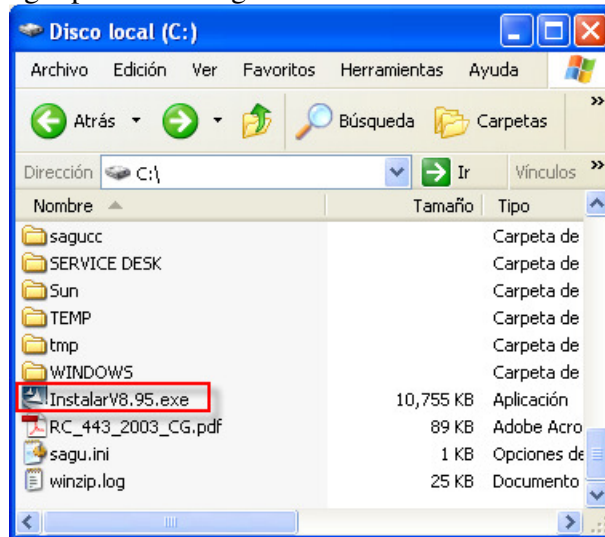 Disco local (C:)
Archivo Edición Ver Favoritos Herramientas Ayuda
Atrás Búsqueda Carpetas »
Dirección C:\ Ir Vínculos »
Nombre Tamaño Tipo
sagucc Carpeta de
SERVICE DESK Carpeta de
Sun Carpeta de
TEMP Carpeta de
tmp Carpeta de
WINDOWS Carpeta de
InstalarV8.95.exe 10,755 KB Aplicación
RC_443_2003_CG.pdf 89 KB Adobe Acro
sagu.ini 1 KB Opciones de
winzip.log 25 KB Documento